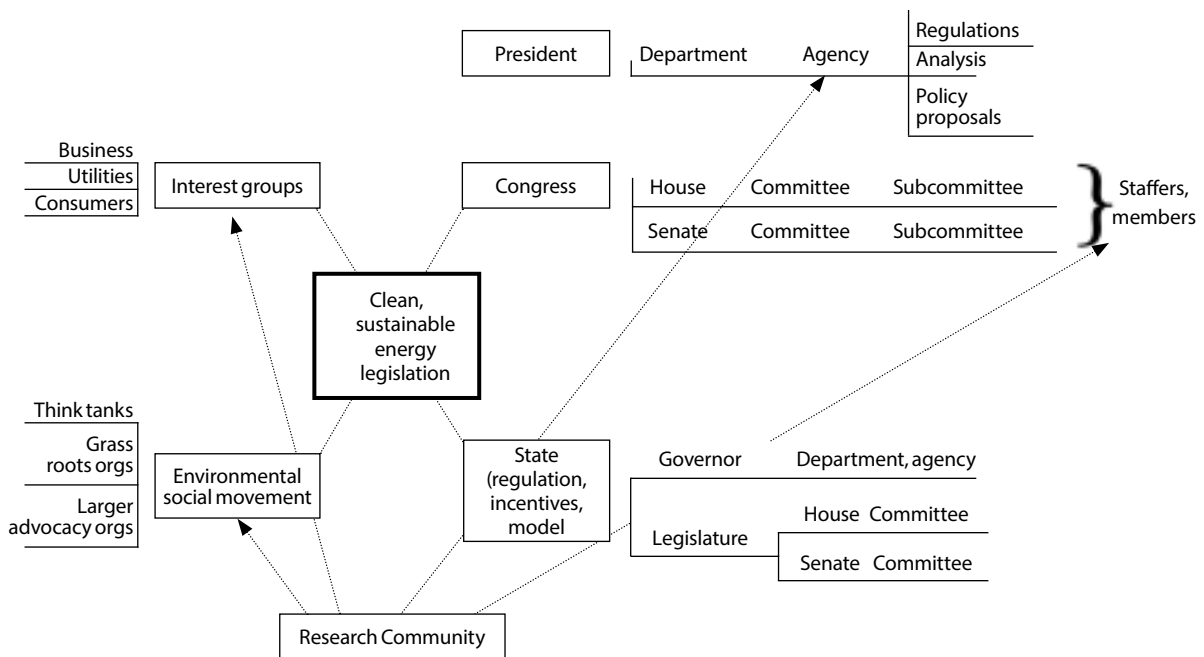 President
Department Agency
Regulations
Analysis
Policy
proposals
Business
Utilities
Consumers
Interest groups
Congress
House Committee Subcommittee
Senate Committee Subcommittee
Staffers,
members
Clean,
sustainable
energy
legislation
Think tanks
Grass
roots orgs
Larger
advocacy orgs
Environmental
social movement
State
(regulation,
incentives,
model
Governor Department, agency
Legislature
House Committee
Senate Committee
Research Community